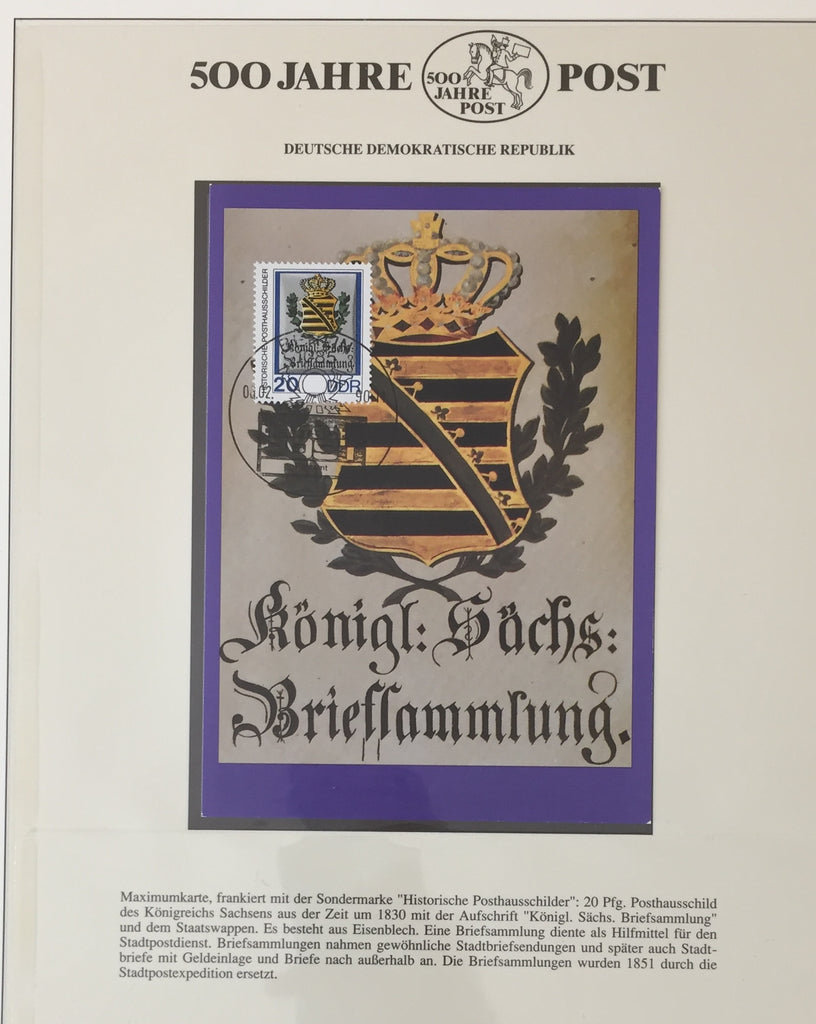 500 JAHRE
500
JAHRE
POST
POST
DEUTSCHE DEMOKRATISCHE REPUBLIK
HISTORISCHE POSTHAUSSCHILDER
Königl: Sächs:
Briefsammlung.
20 DDR
90
Königl: Sächs:
Briefsammlung.
Maximumkarte, frankiert mit der Sondermarke "Historische Posthausschilder": 20 Pfg. Posthausschild
des Königreichs Sachsens aus der Zeit um 1830 mit der Aufschrift "Königl. Sächs. Briefsammlung"
und dem Staatswappen. Es besteht aus Eisenblech. Eine Briefsammlung diente als Hilfmittel für den
Stadtpostdienst. Briefsammlungen nahmen gewöhnliche Stadtbriefsendungen und später auch Stadt-
briefe mit Geldeinlage und Briefe nach außerhalb an. Die Briefsammlungen wurden 1851 durch die
Stadtpostexpedition ersetzt.